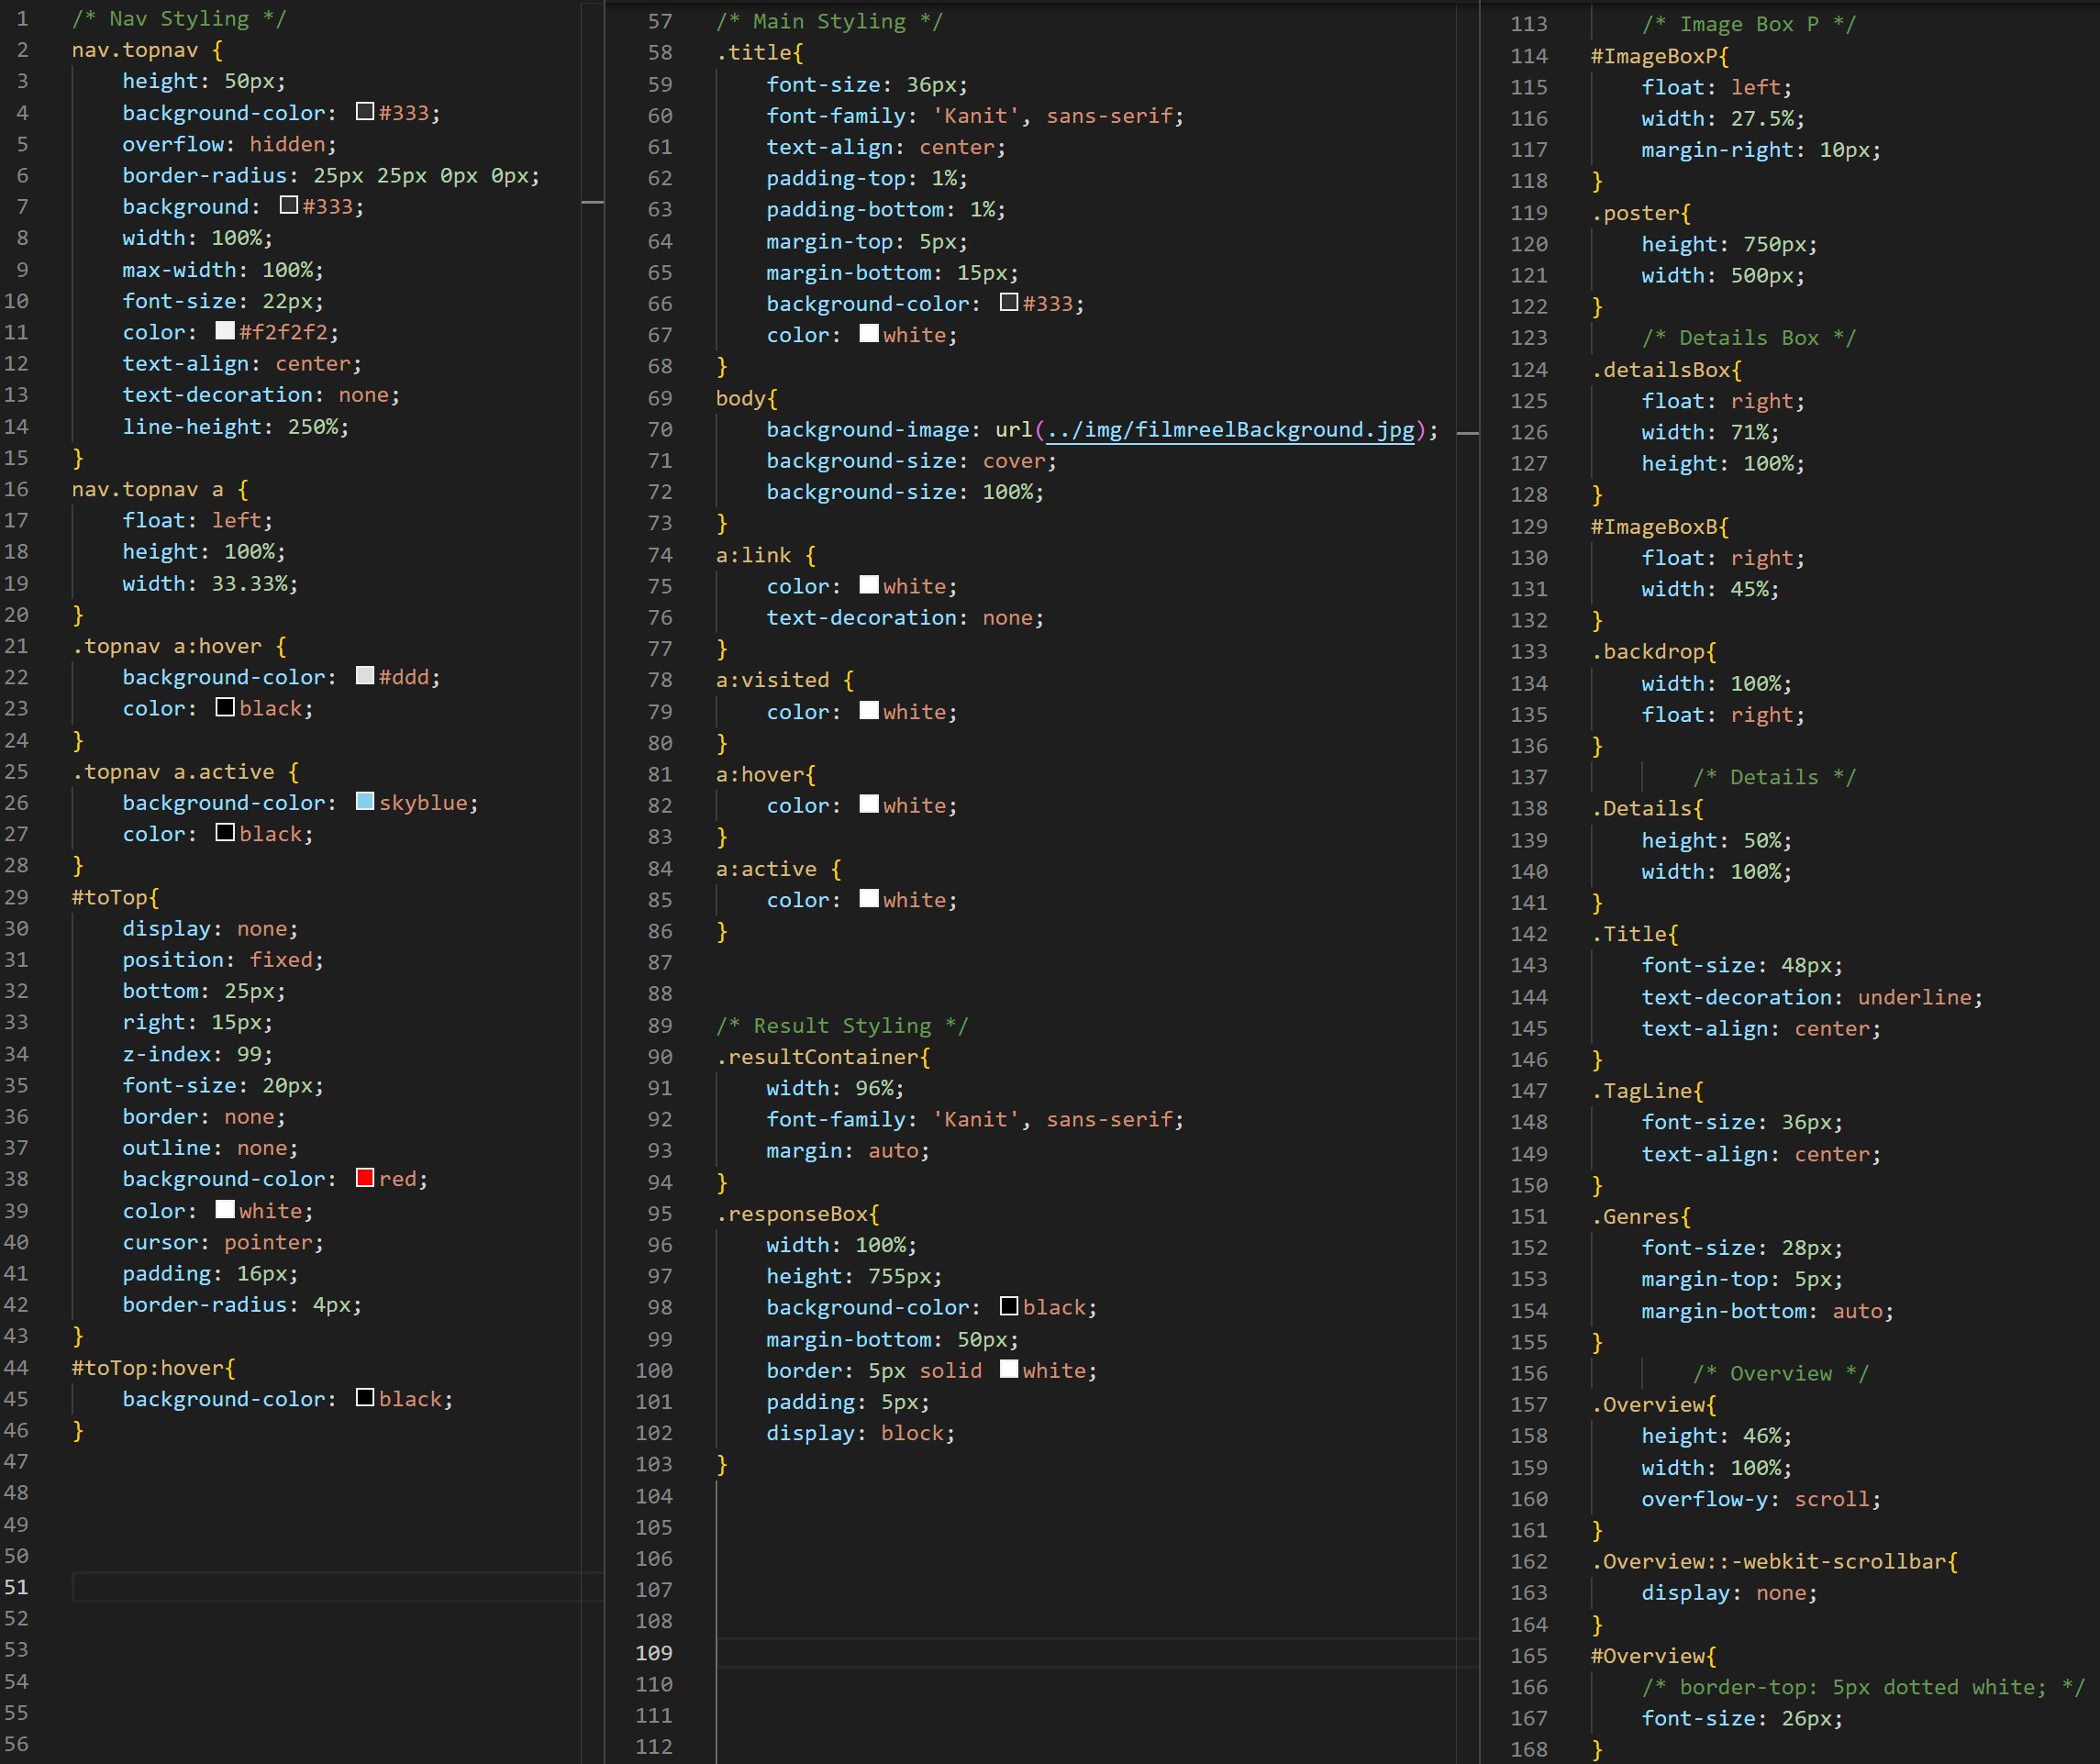 1 /* Nav Styling */
2 nav.topnav {
3     height: 50px;
4     background-color: #333;
5     overflow: hidden;
6     border-radius: 25px 25px 0px 0px;
7     background: #333;
8     width: 100%;
9     max-width: 100%;
10     font-size: 22px;
11     color: #f2f2f2;
12     text-align: center;
13     text-decoration: none;
14     line-height: 250%;
15 }
16 nav.topnav a {
17     float: left;
18     height: 100%;
19     width: 33.33%;
20 }
21 .topnav a:hover {
22     background-color: #ddd;
23     color: black;
24 }
25 .topnav a.active {
26     background-color: skyblue;
27     color: black;
28 }
29 #toTop{
30     display: none;
31     position: fixed;
32     bottom: 25px;
33     right: 15px;
34     z-index: 99;
35     font-size: 20px;
36     border: none;
37     outline: none;
38     background-color: red;
39     color: white;
40     cursor: pointer;
41     padding: 16px;
42     border-radius: 4px;
43 }
44 #toTop:hover{
45     background-color: black;
46 }
47
48
49
50
51
52
53
54
55
56
57 /* Main Styling */
58 .title{
59     font-size: 36px;
60     font-family: 'Kanit', sans-serif;
61     text-align: center;
62     padding-top: 1%;
63     padding-bottom: 1%;
64     margin-top: 5px;
65     margin-bottom: 15px;
66     background-color: #333;
67     color: white;
68 }
69 body{
70     background-image: url(../img/filmreelBackground.jpg);
71     background-size: cover;
72     background-size: 100%;
73 }
74 a:link {
75     color: white;
76     text-decoration: none;
77 }
78 a:visited {
79     color: white;
80 }
81 a:hover{
82     color: white;
83 }
84 a:active {
85     color: white;
86 }
87
88
89 /* Result Styling */
90 .resultContainer{
91     width: 96%;
92     font-family: 'Kanit', sans-serif;
93     margin: auto;
94 }
95 .responseBox{
96     width: 100%;
97     height: 755px;
98     background-color: black;
99     margin-bottom: 50px;
100     border: 5px solid white;
101     padding: 5px;
102     display: block;
103 }
104
105
106
107
108
109
110
111
112
113     /* Image Box P */
114 #ImageBoxP{
115     float: left;
116     width: 27.5%;
117     margin-right: 10px;
118 }
119 .poster{
120     height: 750px;
121     width: 500px;
122 }
123     /* Details Box */
124 .detailsBox{
125     float: right;
126     width: 71%;
127     height: 100%;
128 }
129 #ImageBoxB{
130     float: right;
131     width: 45%;
132 }
133 .backdrop{
134     width: 100%;
135     float: right;
136 }
137         /* Details */
138 .Details{
139     height: 50%;
140     width: 100%;
141 }
142 .Title{
143     font-size: 48px;
144     text-decoration: underline;
145     text-align: center;
146 }
147 .TagLine{
148     font-size: 36px;
149     text-align: center;
150 }
151 .Genres{
152     font-size: 28px;
153     margin-top: 5px;
154     margin-bottom: auto;
155 }
156         /* Overview */
157 .Overview{
158     height: 46%;
159     width: 100%;
160     overflow-y: scroll;
161 }
162 .Overview::-webkit-scrollbar{
163     display: none;
164 }
165 #Overview{
166     /* border-top: 5px dotted white; */
167     font-size: 26px;
168 }